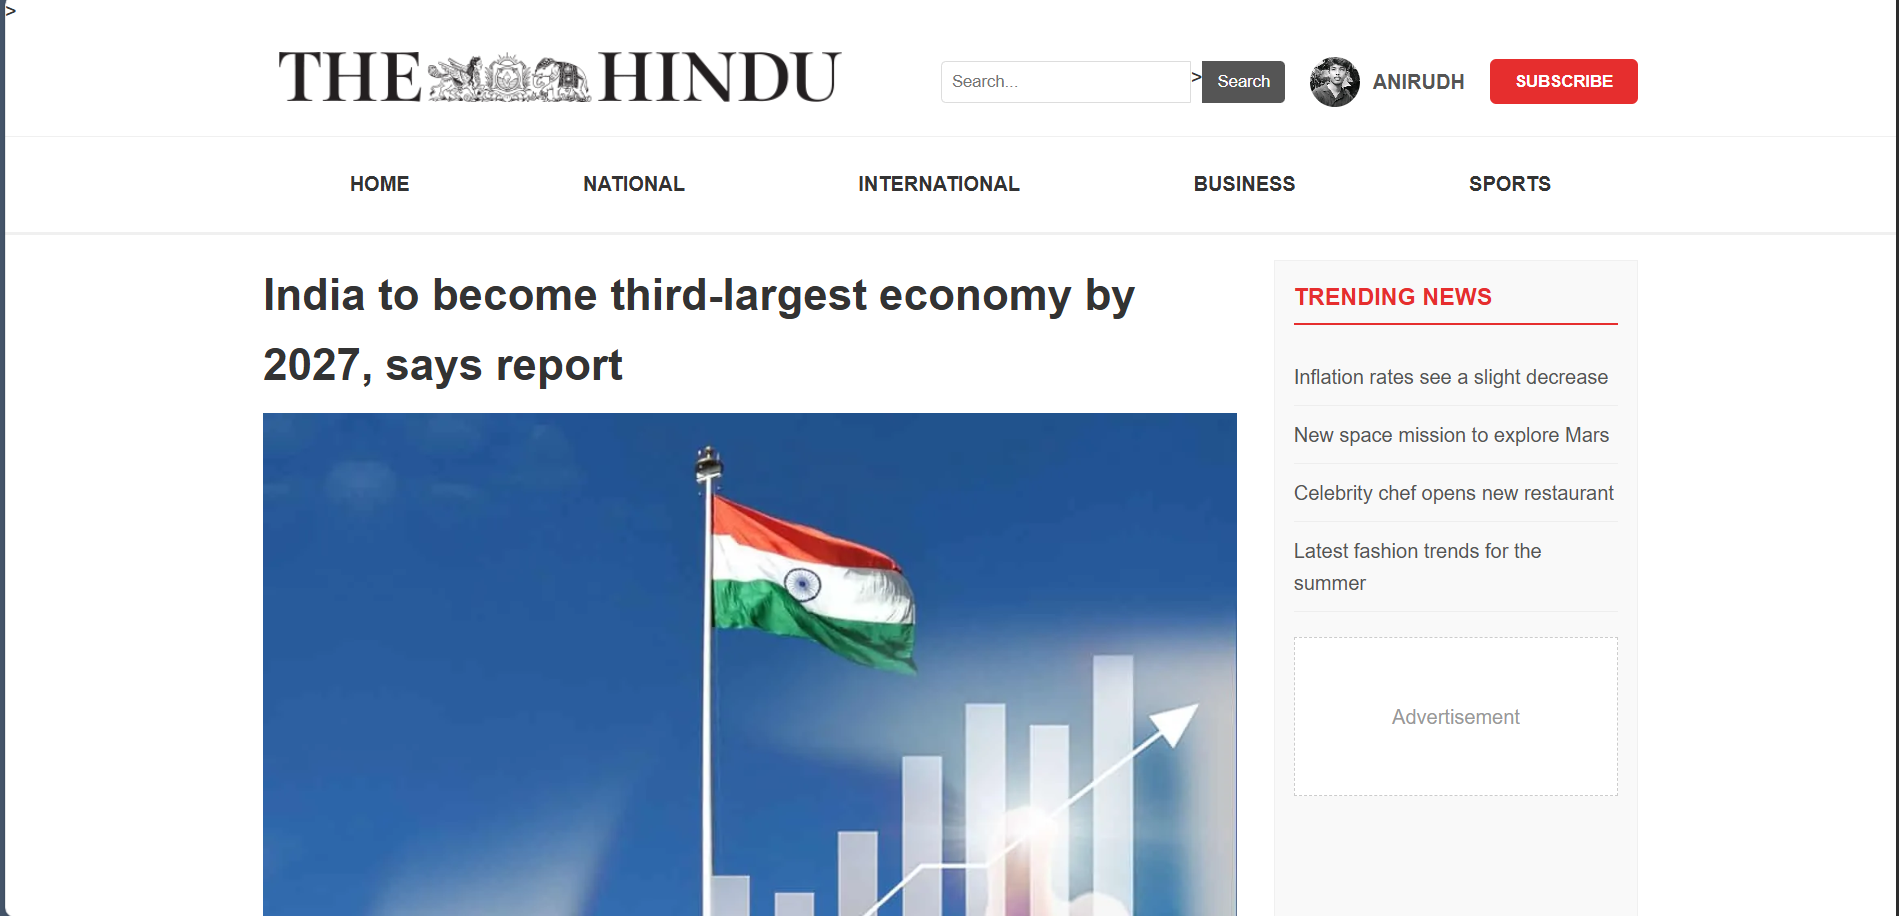 >
THE HINDU
Search...
>
Search
ANIRUDH
SUBSCRIBE
HOME
NATIONAL
INTERNATIONAL
BUSINESS
SPORTS
India to become third-largest economy by
2027, says report
TRENDING NEWS
Inflation rates see a slight decrease
New space mission to explore Mars
Celebrity chef opens new restaurant
Latest fashion trends for the
summer
Advertisement